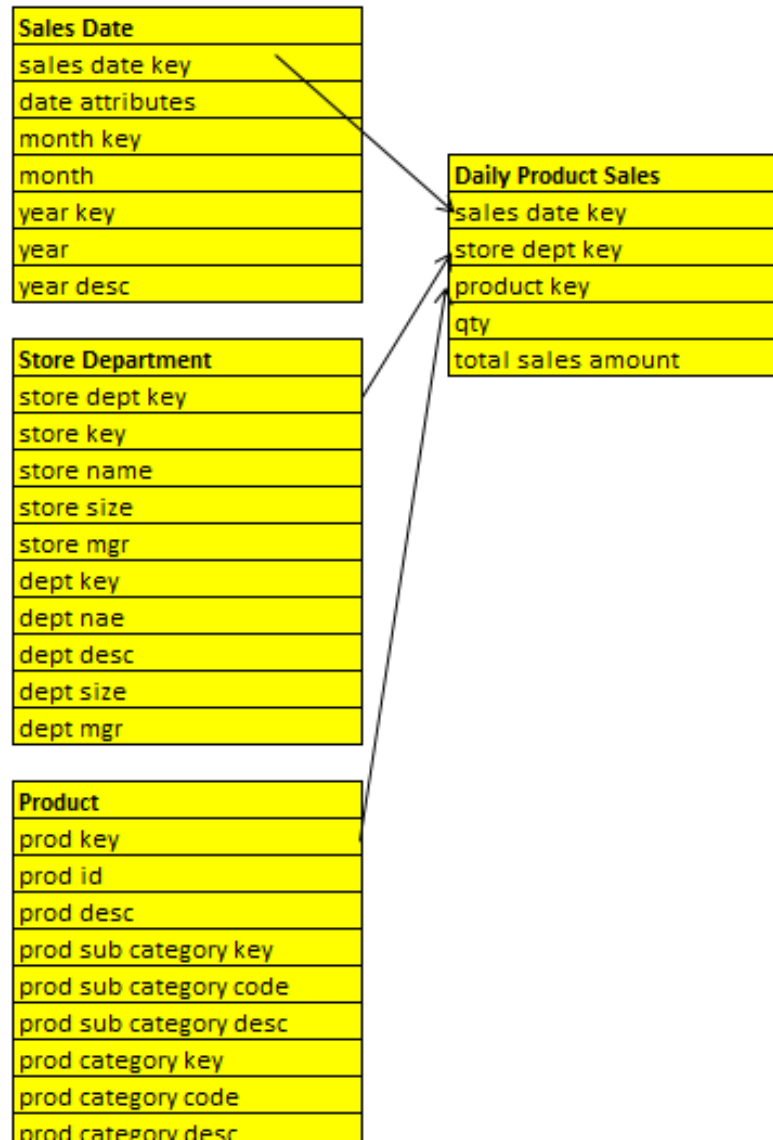 Sales Date
sales date key
date attributes
month key
month
year key
year
year desc
Daily Product Sales
sales date key
store dept key
product key
qty
total sales amount
Store Department
store dept key
store key
store name
store size
store mgr
dept key
dept nae
dept desc
dept size
dept mgr
Product
prod key
prod id
prod desc
prod sub category key
prod sub category code
prod sub category desc
prod category key
prod category code
prod category desc